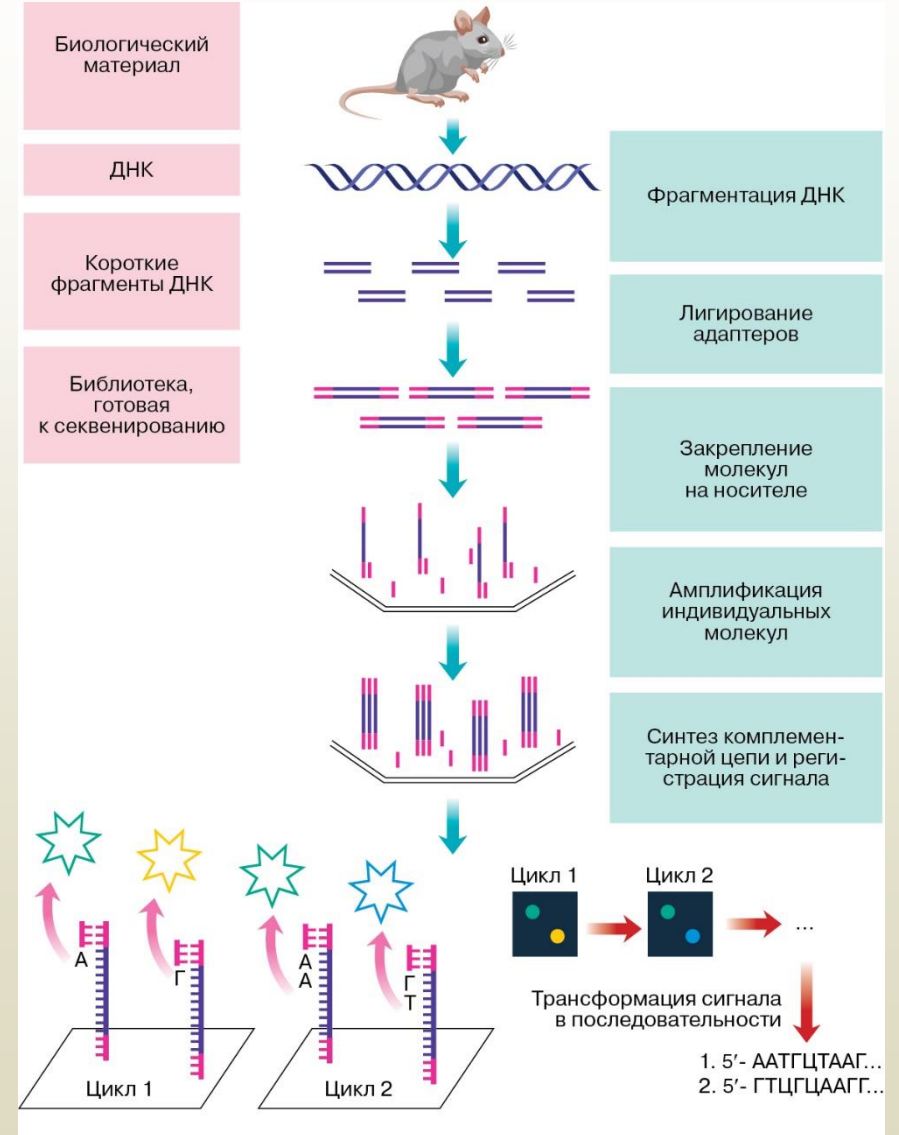 Биологический
материал
ДНК
Короткие
фрагменты ДНК
Библиотека,
готовая
к секвенированию
Фрагментация ДНК
Лигирование
адаптеров
Закрепление
молекул
на носителе
Амплификация
индивидуальных
молекул
Синтез комплемен-
тарной цепи и реги-
страция сигнала
А
Г
Цикл 1
А
А
Г
Т
Цикл 2
Цикл 1
Цикл 2
...
Трансформация сигнала
в последовательности
1. 5′- ААТГЦТААГ...
2. 5′- ГТЦГЦААГГ...